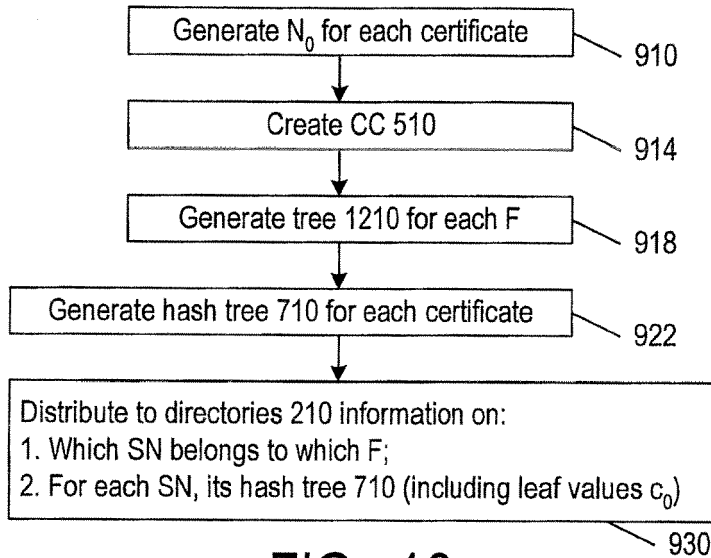 Generate N₀ for each certificate
910
Create CC 510
914
Generate tree 1210 for each F
918
Generate hash tree 710 for each certificate
922
Distribute to directories 210 information on:
1. Which SN belongs to which F;
2. For each SN, its hash tree 710 (including leaf values c₀)
930